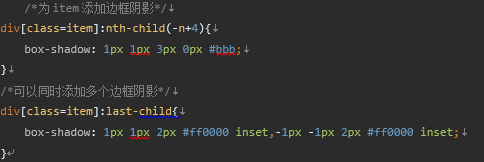 /*为item添加边框阴影*/↓
div[class=item]:nth-child(-n+4){↓
box-shadow: 1px 1px 3px 0px #bbb;↓
}↓
/*可以同时添加多个边框阴影*/↓
div[class=item]:last-child{↓
box-shadow: 1px 1px 2px #ff0000 inset,-1px -1px 2px #ff0000 inset;↓
}↵